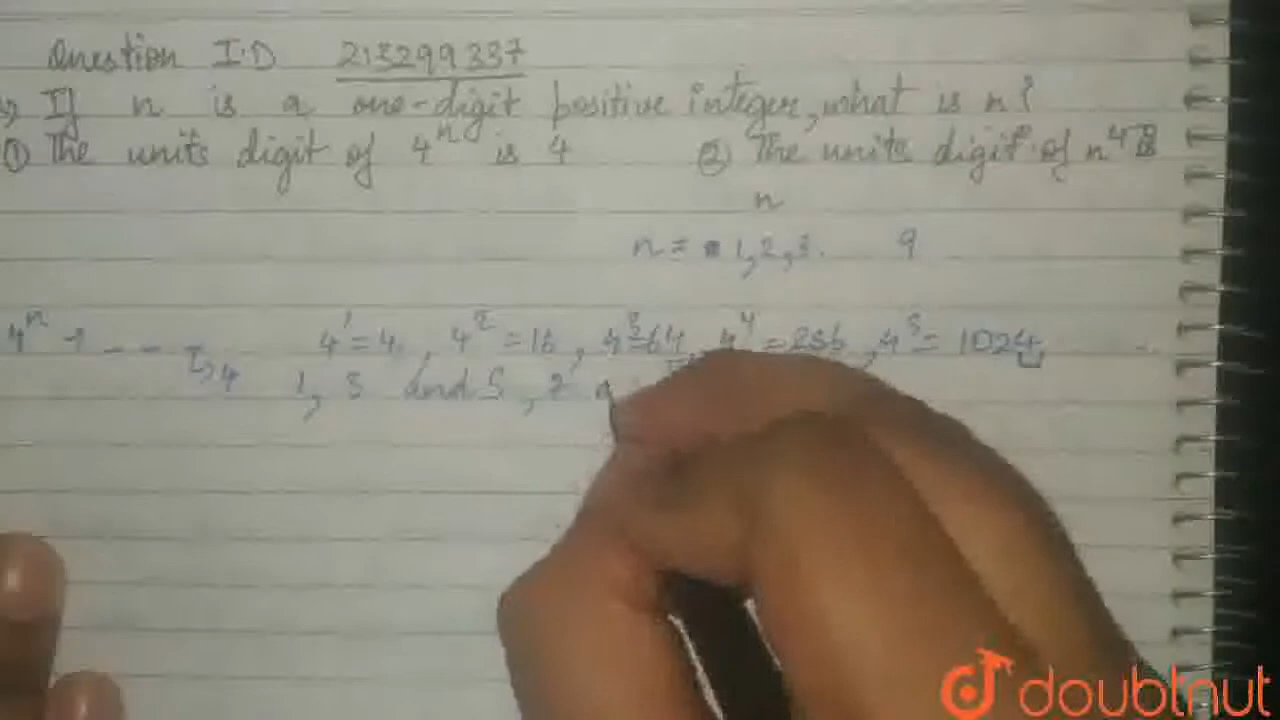 Question I.D 213299337
If n is a one-digit positive integer, what is n?
① The units digit of 4ⁿ is 4 ② The units digit of n⁴ is
n
n = 1, 2, 3. 9
4ⁿ 4¹ = 4, 4² = 16, 4³ = 64, 4⁴ = 256, 4⁵ = 1024
4 1, 3 and 5, 2
doubtnut